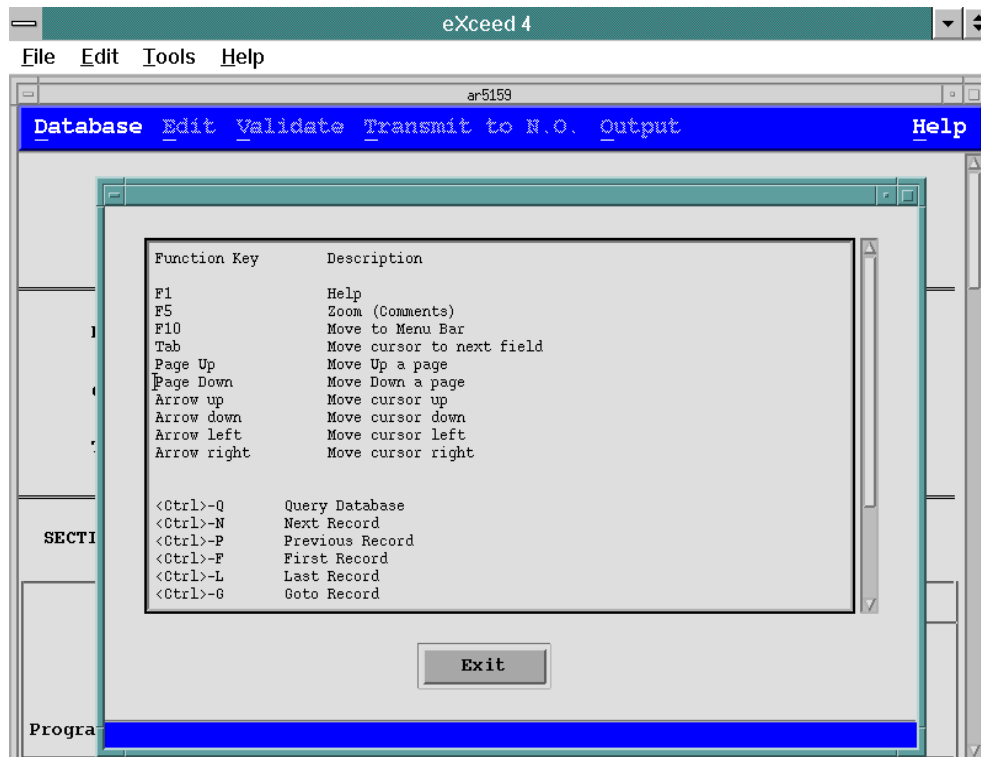 eXceed 4
File Edit Tools Help
ar5159
Database Edit Validate Transmit to N.O. Output Help
Function Key Description
F1 Help
F5 Zoom (Comments)
F10 Move to Menu Bar
Tab Move cursor to next field
Page Up Move Up a page
Page Down Move Down a page
Arrow up Move cursor up
Arrow down Move cursor down
Arrow left Move cursor left
Arrow right Move cursor right
<Ctrl>-Q Query Database
<Ctrl>-N Next Record
<Ctrl>-P Previous Record
<Ctrl>-F First Record
<Ctrl>-L Last Record
<Ctrl>-G Goto Record
SECTI
Exit
Progra